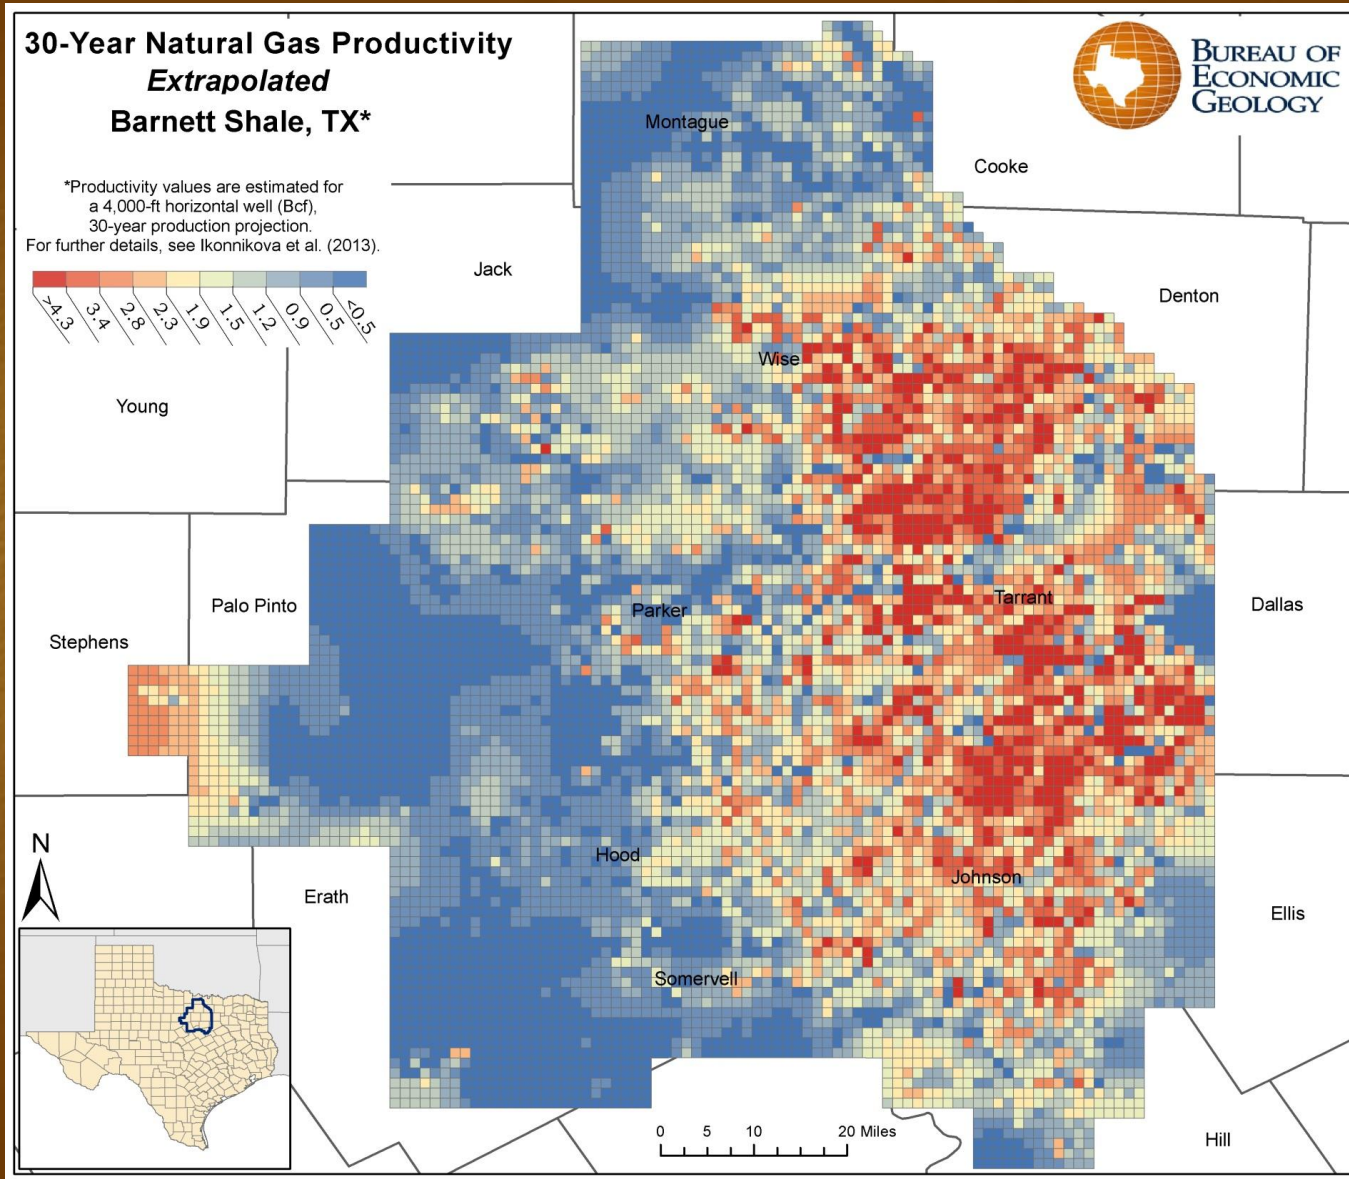 30-Year Natural Gas Productivity
Extrapolated
Barnett Shale, TX*
*Productivity values are estimated for
a 4,000-ft horizontal well (Bcf),
30-year production projection.
For further details, see Ikonnikova et al. (2013).
>4.3 3.4 2.8 2.3 1.9 1.5 1.2 0.9 0.5 <0.5
BUREAU OF
ECONOMIC
GEOLOGY
Montague
Cooke
Jack
Denton
Wise
Young
Palo Pinto
Parker
Tarrant
Dallas
Stephens
N
Hood
Johnson
Erath
Ellis
Somervell
0 5 10 20 Miles
Hill